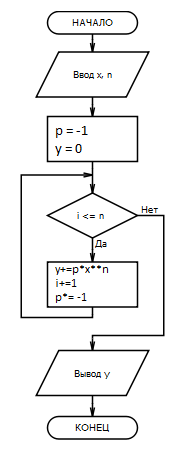 НАЧАЛО
Ввод x, n
p = -1
y = 0
i <= n
Нет
Да
y+=p*x**n
i+=1
p*= -1
Вывод y
КОНЕЦ